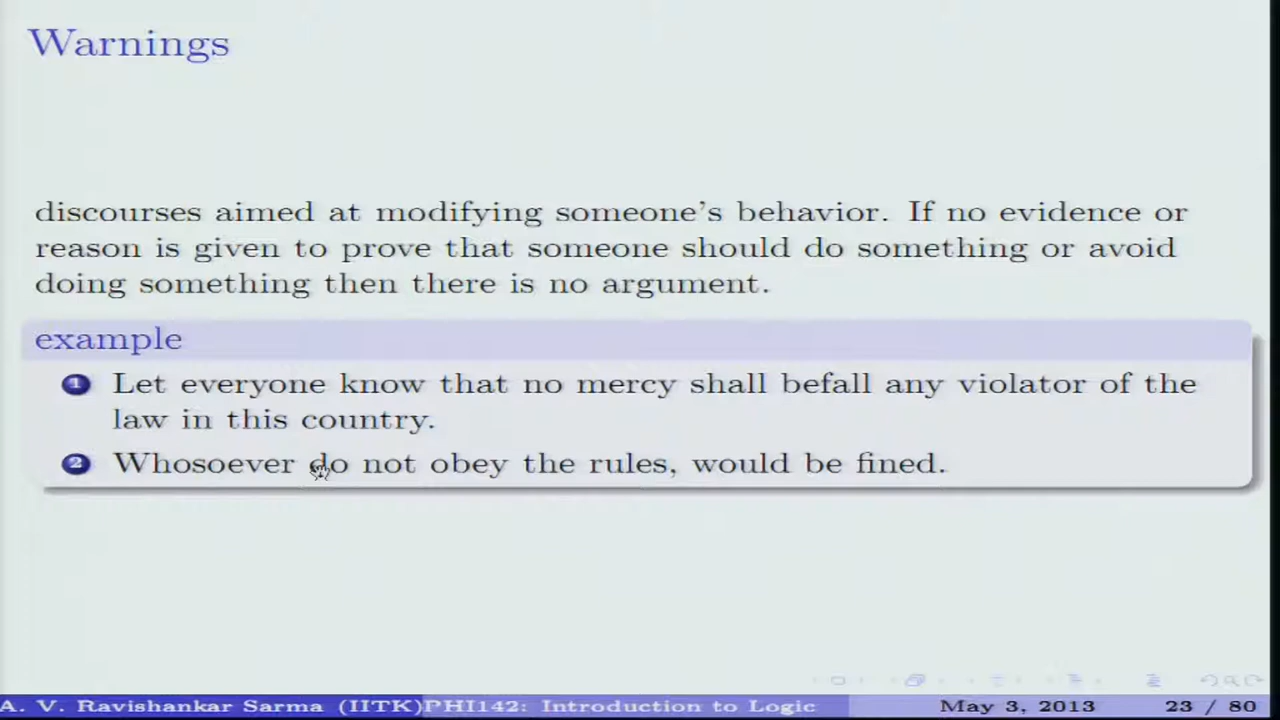 Warnings
discourses aimed at modifying someone's behavior. If no evidence or
reason is given to prove that someone should do something or avoid
doing something then there is no argument.
example
1 Let everyone know that no mercy shall befall any violator of the
law in this country.
2 Whosoever do not obey the rules, would be fined.
A. V. Ravishankar Sarma (IITK) PHI142: Introduction to Logic May 3, 2013 23 / 80